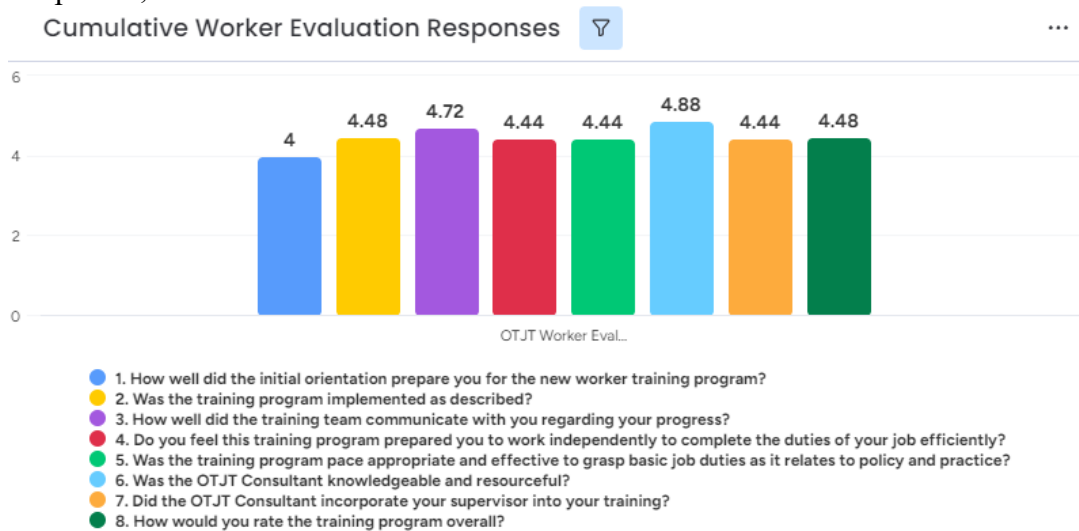 Cumulative Worker Evaluation Responses
6
4
2
0
4
4.48
4.72
4.44
4.44
4.88
4.44
4.48
OTJT Worker Eval...
1. How well did the initial orientation prepare you for the new worker training program?
2. Was the training program implemented as described?
3. How well did the training team communicate with you regarding your progress?
4. Do you feel this training program prepared you to work independently to complete the duties of your job efficiently?
5. Was the training program pace appropriate and effective to grasp basic job duties as it relates to policy and practice?
6. Was the OTJT Consultant knowledgeable and resourceful?
7. Did the OTJT Consultant incorporate your supervisor into your training?
8. How would you rate the training program overall?